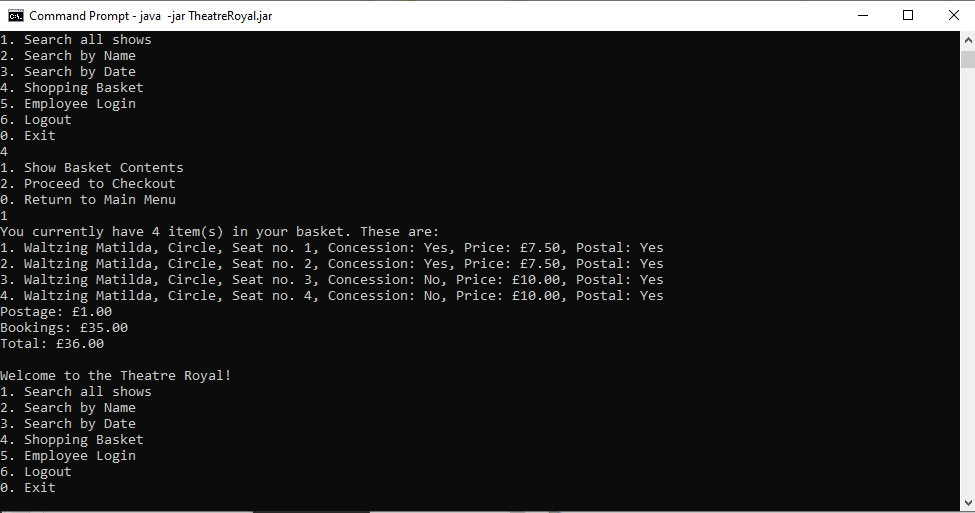 Command Prompt - java  -jar TheatreRoyal.jar
1. Search all shows
2. Search by Name
3. Search by Date
4. Shopping Basket
5. Employee Login
6. Logout
0. Exit
4
1. Show Basket Contents
2. Proceed to Checkout
0. Return to Main Menu
1
You currently have 4 item(s) in your basket. These are:
1. Waltzing Matilda, Circle, Seat no. 1, Concession: Yes, Price: £7.50, Postal: Yes
2. Waltzing Matilda, Circle, Seat no. 2, Concession: Yes, Price: £7.50, Postal: Yes
3. Waltzing Matilda, Circle, Seat no. 3, Concession: No, Price: £10.00, Postal: Yes
4. Waltzing Matilda, Circle, Seat no. 4, Concession: No, Price: £10.00, Postal: Yes
Postage: £1.00
Bookings: £35.00
Total: £36.00
Welcome to the Theatre Royal!
1. Search all shows
2. Search by Name
3. Search by Date
4. Shopping Basket
5. Employee Login
6. Logout
0. Exit